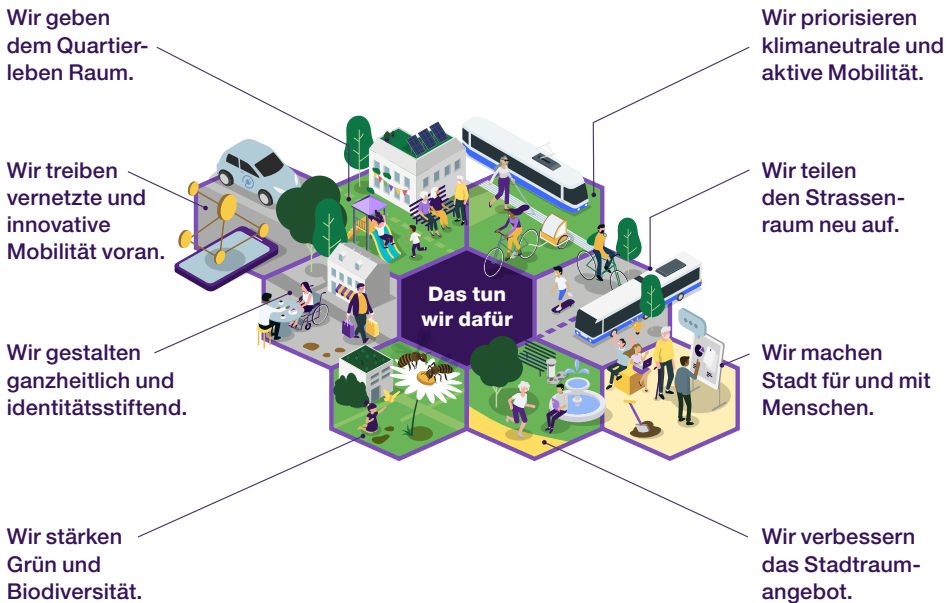 Wir geben
dem Quartier-
leben Raum.
Wir priorisieren
klimaneutrale und
aktive Mobilität.
Wir treiben
vernetzte und
innovative
Mobilität voran.
Wir teilen
den Strassen-
raum neu auf.
Das tun
wir dafür
Wir gestalten
ganzheitlich und
identitätsstiftend.
Wir machen
Stadt für und mit
Menschen.
Wir stärken
Grün und
Biodiversität.
Wir verbessern
das Stadtraum-
angebot.